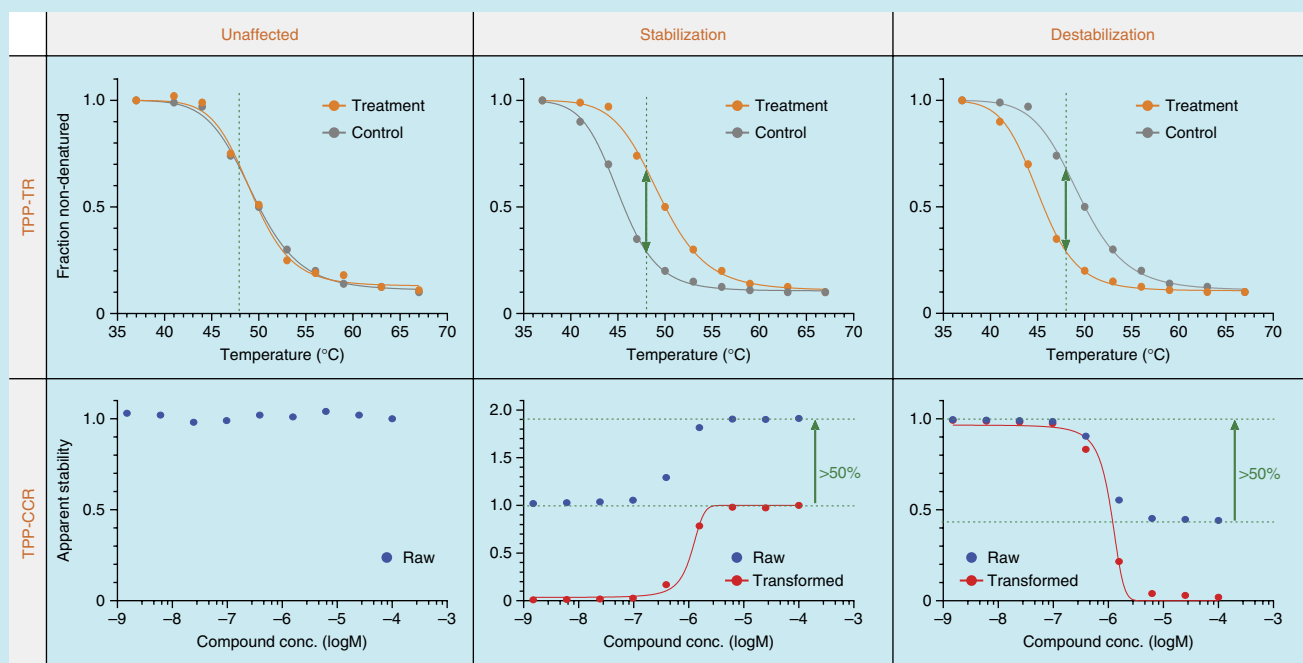 Unaffected
Stabilization
Destabilization
TPP-TR
Fraction non-denatured
1.0
0.5
0
Treatment
Control
35 40 45 50 55 60 65 70
Temperature (°C)
1.0
0.5
0
Treatment
Control
35 40 45 50 55 60 65 70
Temperature (°C)
1.0
0.5
0
Treatment
Control
35 40 45 50 55 60 65 70
Temperature (°C)
TPP-CCR
Apparent stability
1.0
0.5
0
Raw
–9 –8 –7 –6 –5 –4 –3
Compound conc. (logM)
2.0
1.5
1.0
0.5
0
>50%
Raw
Transformed
–9 –8 –7 –6 –5 –4 –3
Compound conc. (logM)
1.0
0.5
0
>50%
Raw
Transformed
–9 –8 –7 –6 –5 –4 –3
Compound conc. (logM)